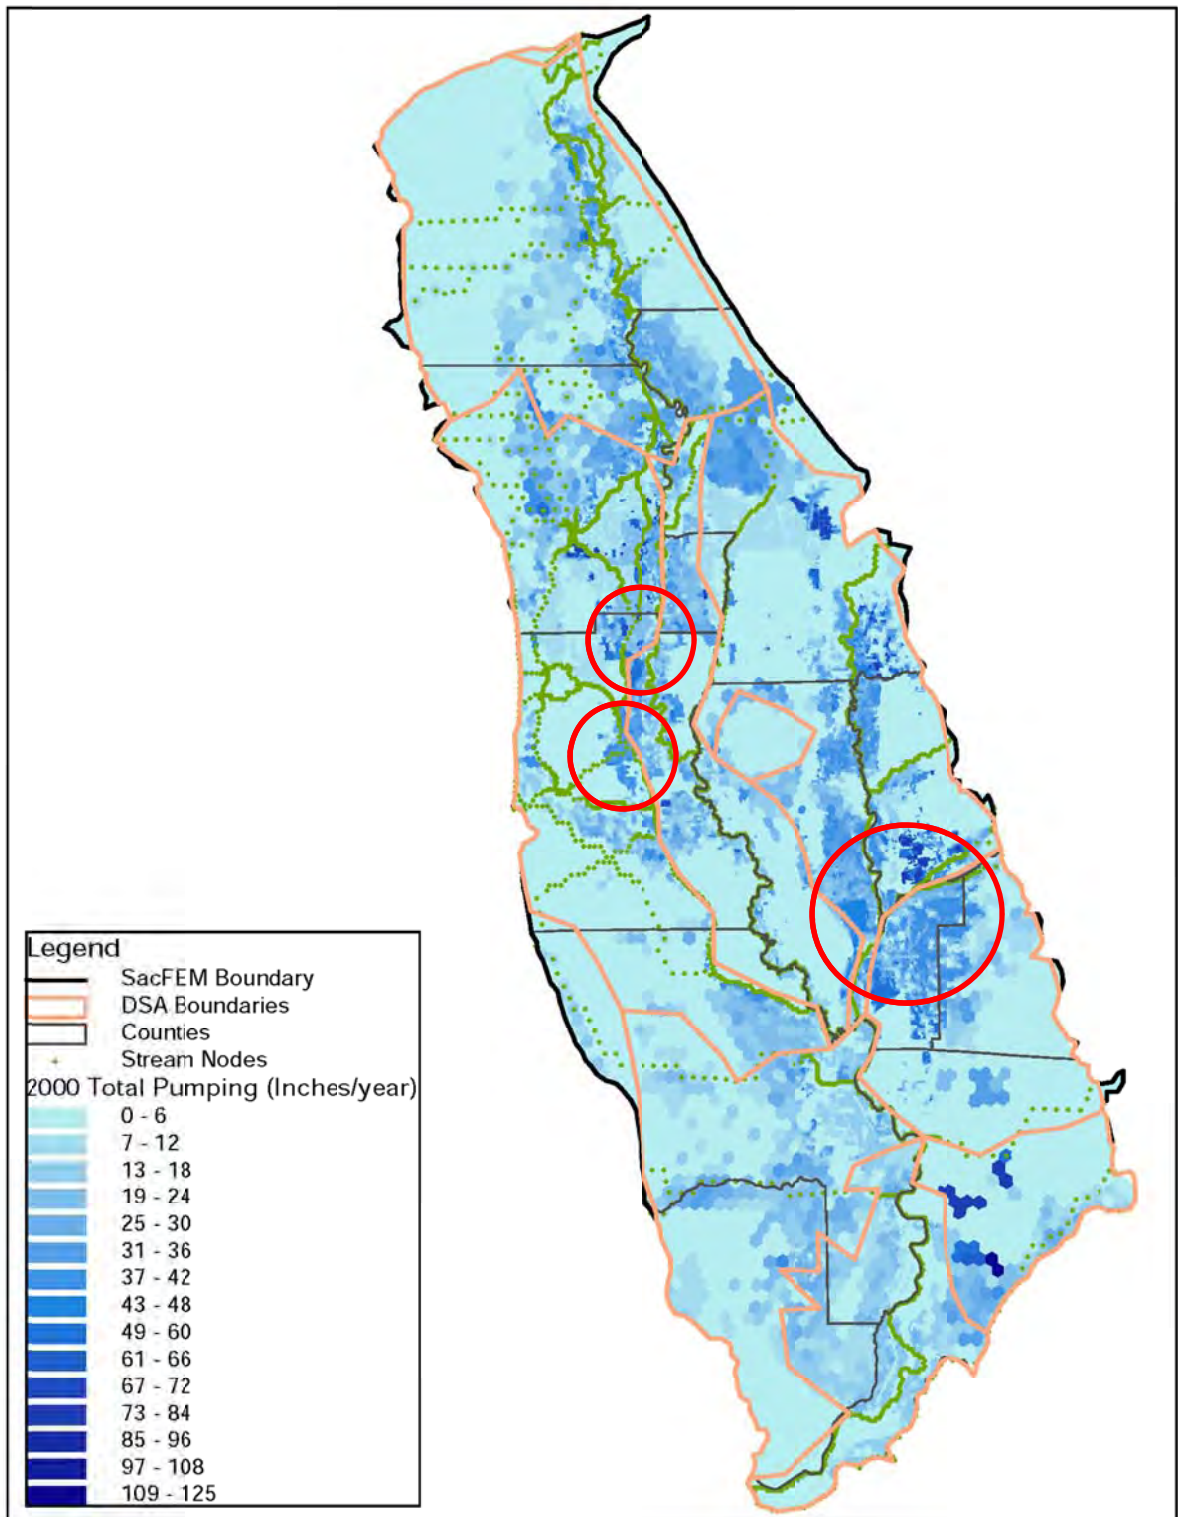 Legend
SacFEM Boundary
DSA Boundaries
Counties
Stream Nodes
2000 Total Pumping (Inches/year)
0 - 6
7 - 12
13 - 18
19 - 24
25 - 30
31 - 36
37 - 42
43 - 48
49 - 60
61 - 66
67 - 72
73 - 84
85 - 96
97 - 108
109 - 125